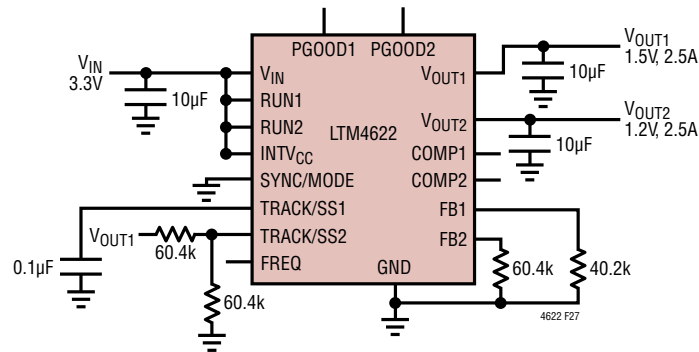 PGOOD1 PGOOD2
VIN
3.3V
10µF
VIN
RUN1
RUN2
INTVCC
SYNC/MODE
TRACK/SS1
TRACK/SS2
FREQ
LTM4622
GND
VOUT1
VOUT2
COMP1
COMP2
FB1
FB2
VOUT1
1.5V, 2.5A
10µF
VOUT2
1.2V, 2.5A
10µF
VOUT1
60.4k
0.1µF
60.4k
60.4k
40.2k
4622 F27